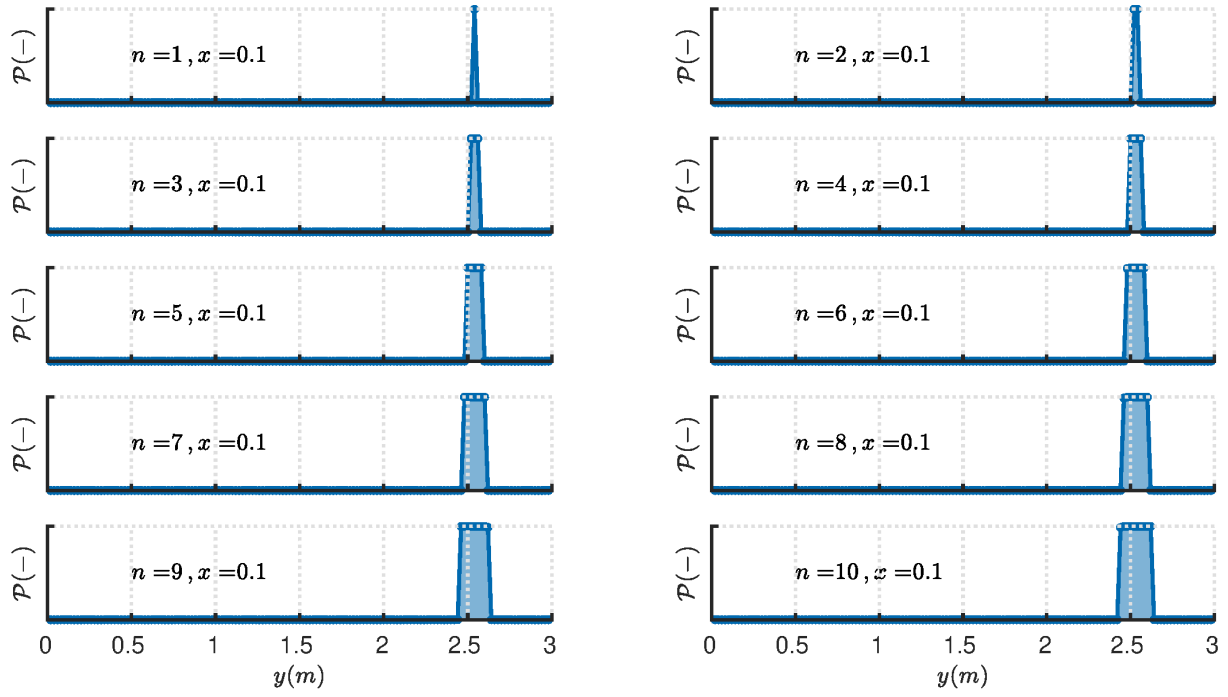 𝒫(−) n =1 , x =0.1
𝒫(−) n =2 , x =0.1
𝒫(−) n =3 , x =0.1
𝒫(−) n =4 , x =0.1
𝒫(−) n =5 , x =0.1
𝒫(−) n =6 , x =0.1
𝒫(−) n =7 , x =0.1
𝒫(−) n =8 , x =0.1
𝒫(−) n =9 , x =0.1
𝒫(−) n =10 , x =0.1
0 0.5 1 1.5 2 2.5 3
y(m)
0 0.5 1 1.5 2 2.5 3
y(m)